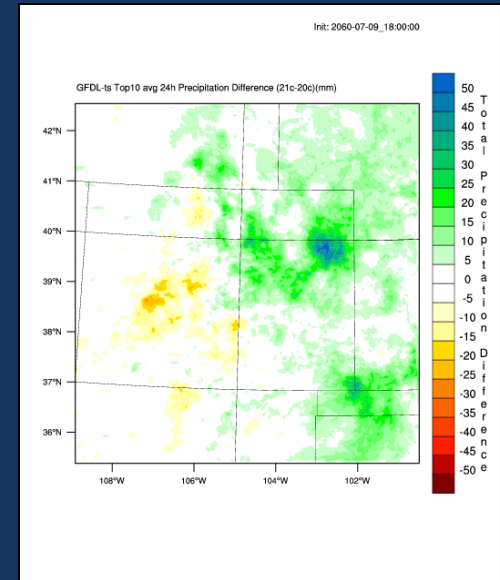 Init: 2060-07-09_18:00:00
GFDL-ts Top10 avg 24h Precipitation Difference (21c-20c)(mm)
42°N
41°N
40°N
39°N
38°N
37°N
36°N
108°W 106°W 104°W 102°W
50
45
40
35
30
25
20
15
10
5
0
-5
-10
-15
-20
-25
-30
-35
-40
-45
-50
Total Precipitation Difference